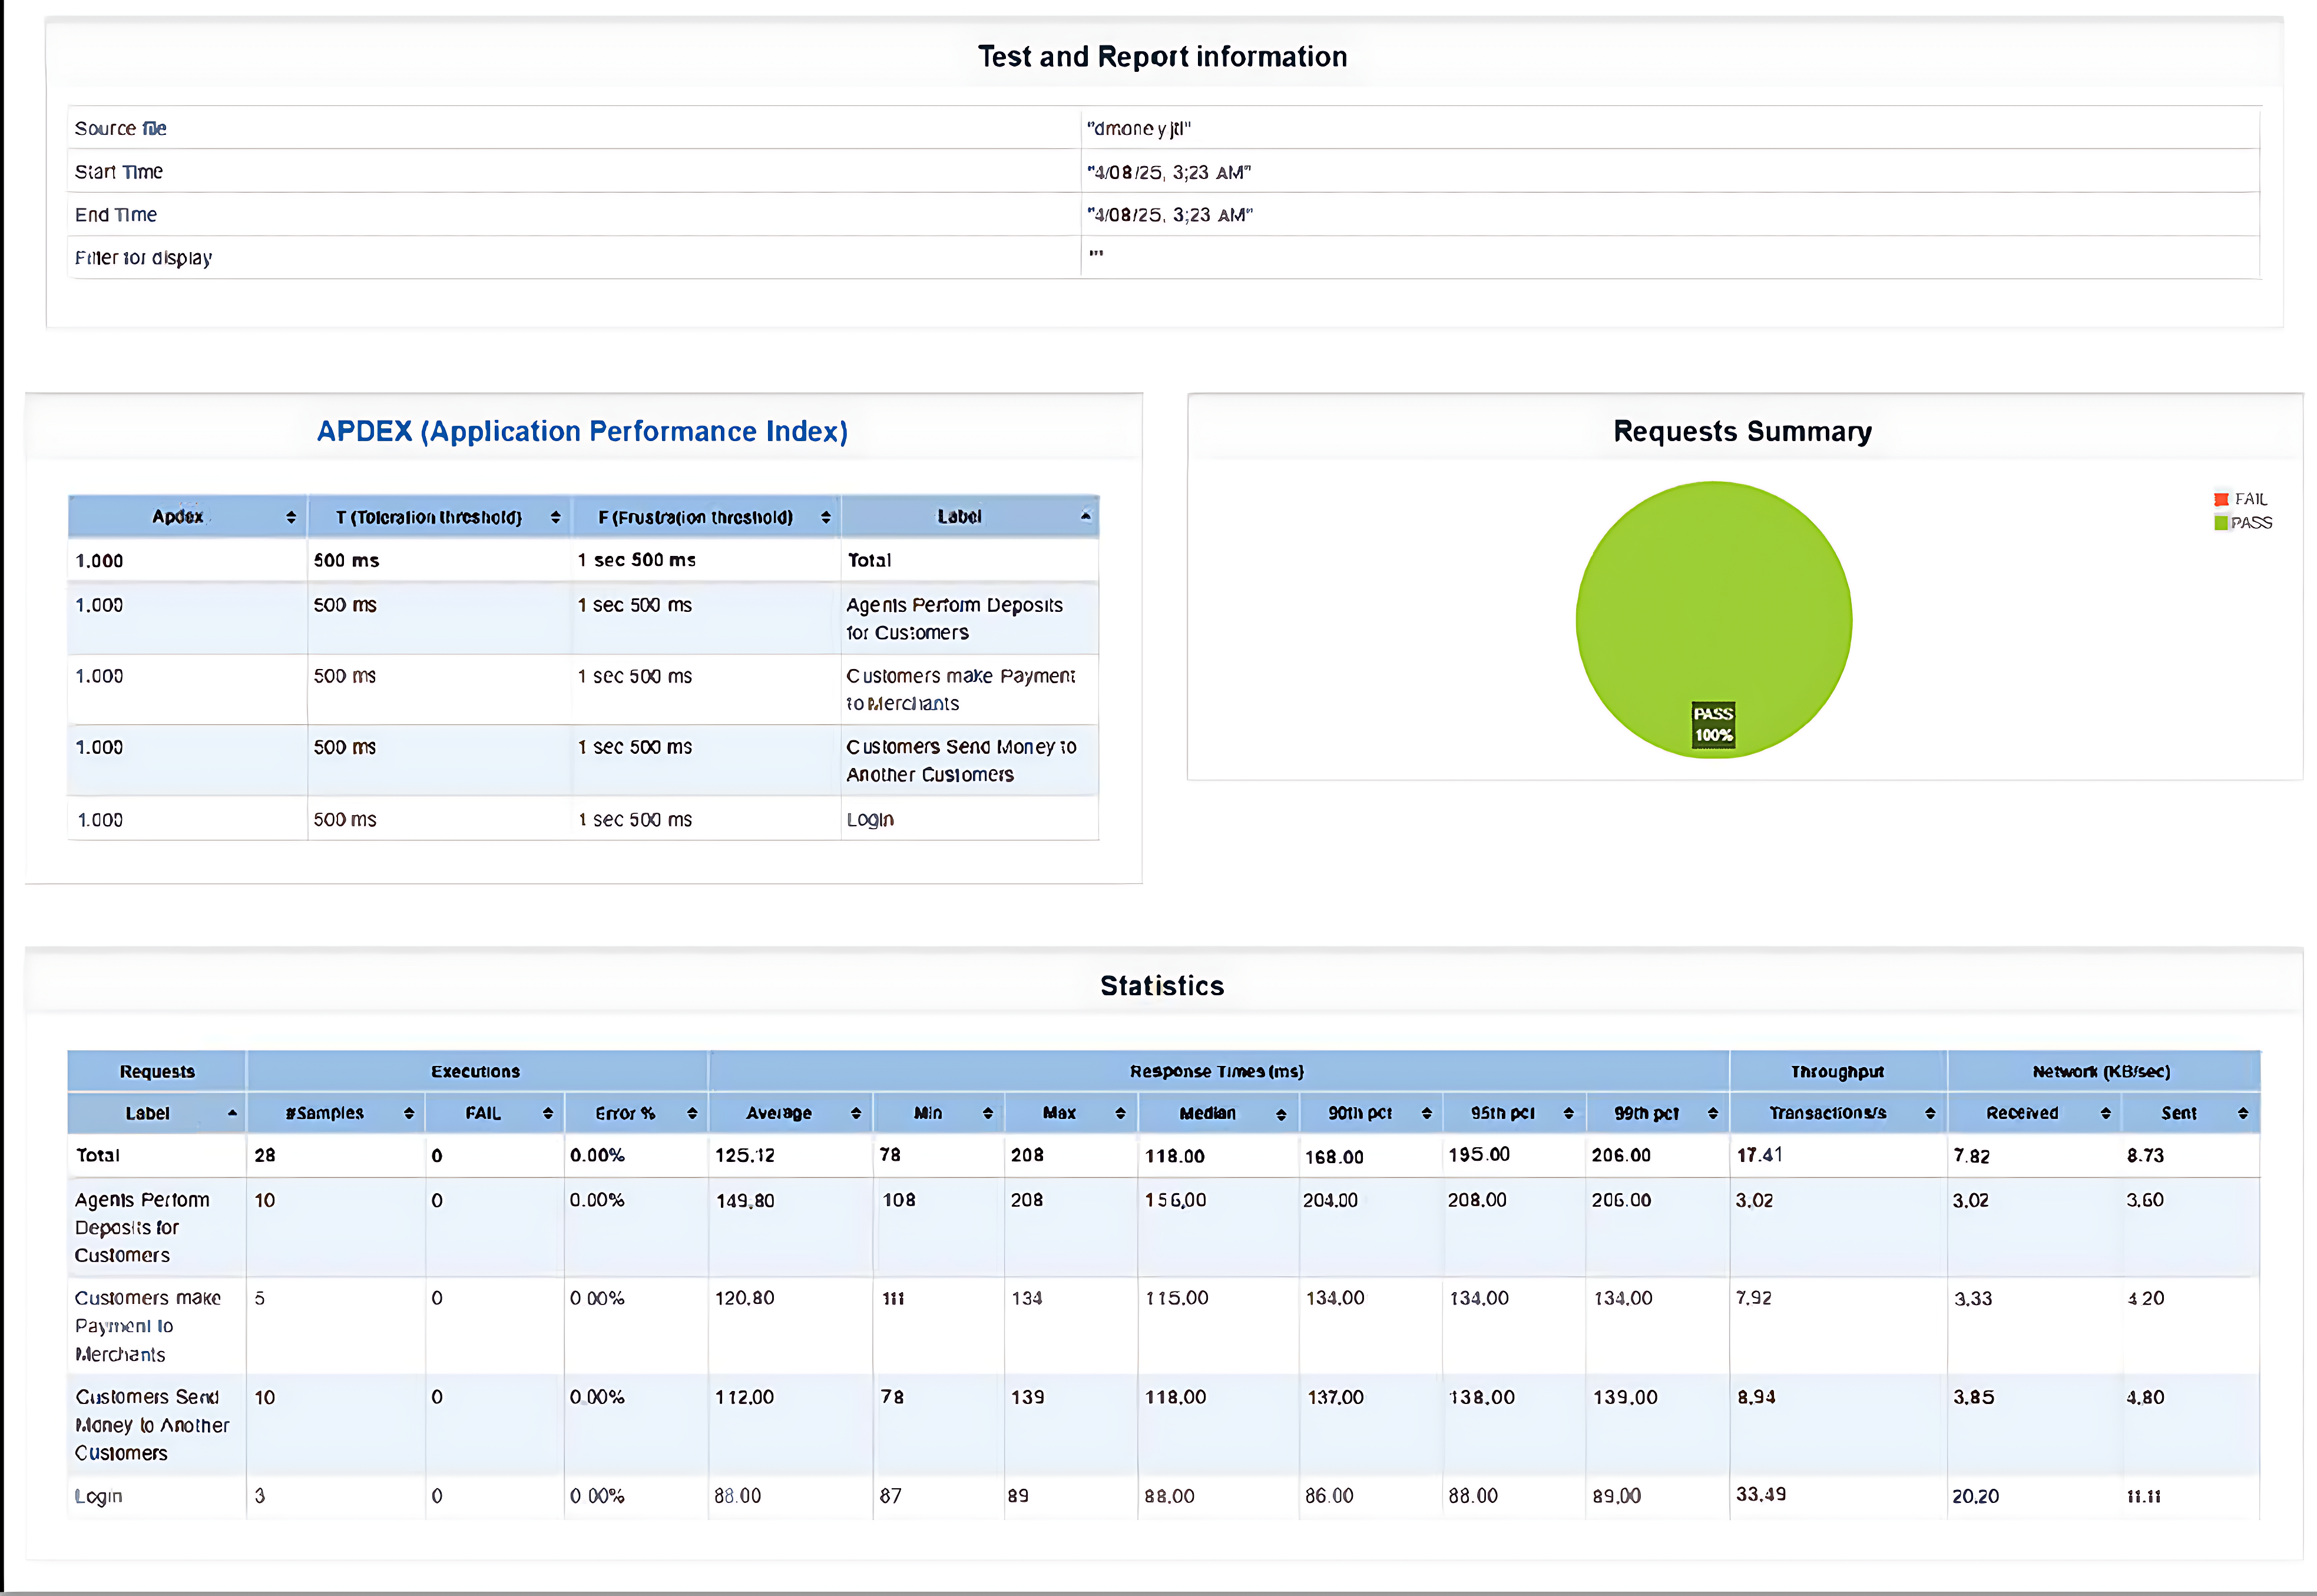 Test and Report information
Source file "dmoney.jtl"
Start Time "4/08/25, 3:23 AM"
End Time "4/08/25, 3:23 AM"
Filter for display ""
APDEX (Application Performance Index)
Apdex T (Toleration threshold) F (Frustration threshold) Label
1.000 500 ms 1 sec 500 ms Total
1.000 500 ms 1 sec 500 ms Agents Perform Deposits
for Customers
1.000 500 ms 1 sec 500 ms Customers make Payment
to Merchants
1.000 500 ms 1 sec 500 ms Customers Send Money to
Another Customers
1.000 500 ms 1 sec 500 ms Login
Requests Summary
FAIL
PASS
PASS
100%
Statistics
Requests Executions Response Times (ms) Throughput Network (KB/sec)
Label #Samples FAIL Error % Average Min Max Median 90th pct 95th pct 99th pct Transactions/s Received Sent
Total 28 0 0.00% 125.12 78 208 118.00 168.00 195.00 206.00 17.41 7.82 8.73
Agents Perform
Deposits for
Customers
10 0 0.00% 149.80 108 208 156.00 204.00 208.00 206.00 3.02 3.02 3.60
Customers make
Payment to
Merchants
5 0 0.00% 120.80 111 134 115.00 134.00 134.00 134.00 7.92 3.33 4.20
Customers Send
Money to Another
Customers
10 0 0.00% 112.00 78 139 118.00 137.00 138.00 139.00 8.94 3.85 4.80
Login 3 0 0.00% 88.00 87 89 88.00 86.00 88.00 89.00 33.49 20.20 11.11